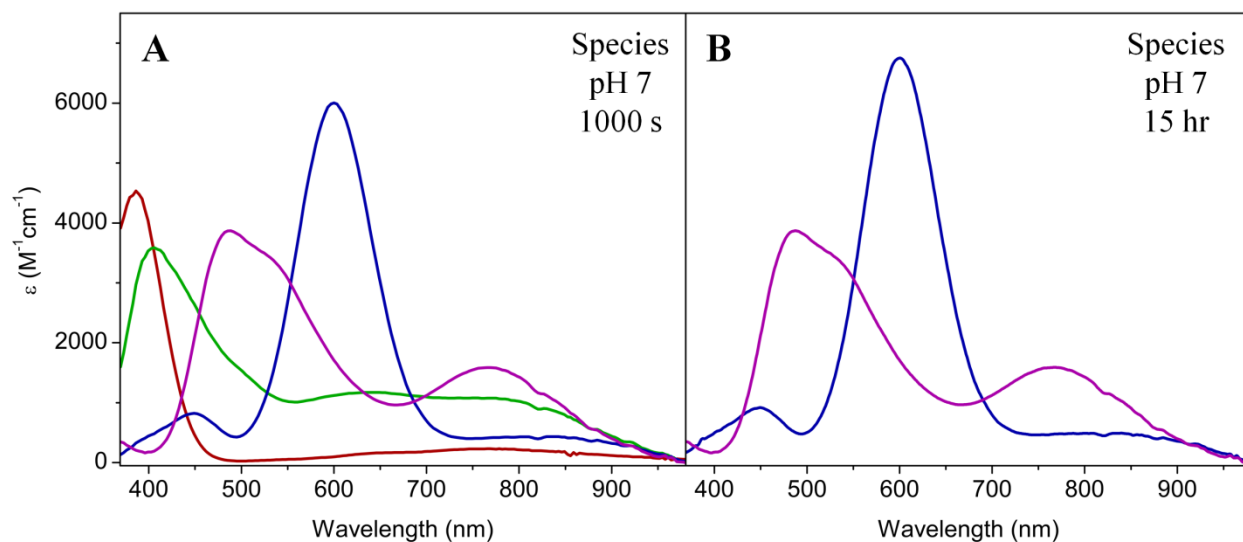 A
Species
pH 7
1000 s
B
Species
pH 7
15 hr
ε (M⁻¹cm⁻¹)
6000
4000
2000
0
400 500 600 700 800 900
400 500 600 700 800 900
Wavelength (nm)
Wavelength (nm)